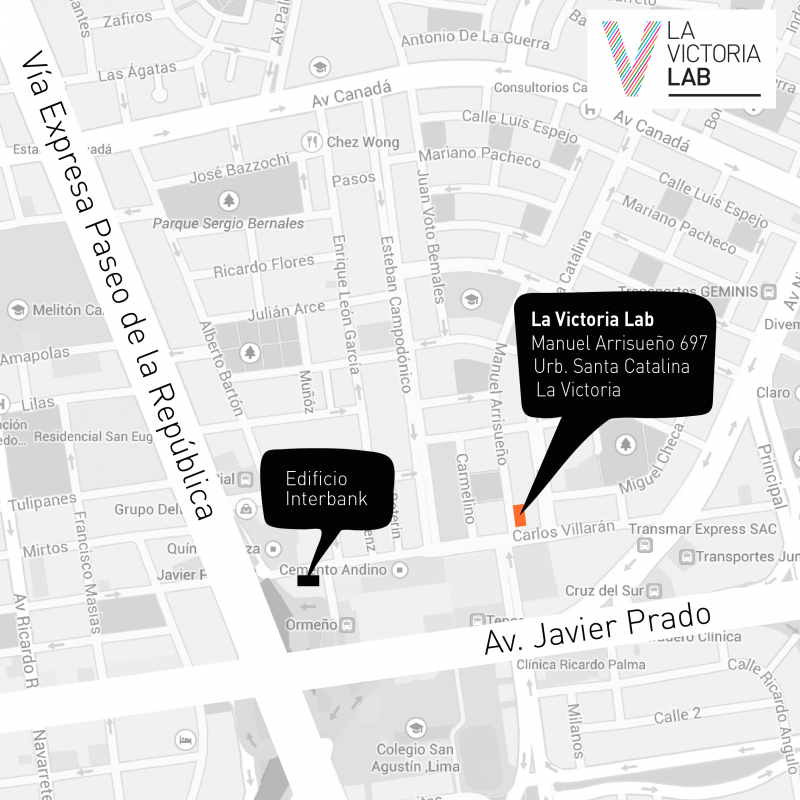 LA
VICTORIA
LAB
Zafiros
Las Ágatas
Antonio De La Guerra
Av Canadá
Consultorios Ca
Calle Luis Espejo
Mariano Pacheco
Av Canadá
Calle Luis Espejo
Mariano Pacheco
Chez Wong
José Bazzochi
Pasos
Parque Sergio Bernales
Vía Expresa Paseo de la República
Ricardo Flores
Julián Arce
Juan Voto Bernales
Enrique León García
Esteban Campodónico
Alberto Bartón
Muñóz
Melitón Ca
Amapolas
Lilas
Residencial San Eug
Tulipanes
Mirtos
Francisco Masías
Javier P
Av Ricardo R
Navarrete
Grupo Del
Catalina
Transportes GEMINIS
La Victoria Lab
Manuel Arrisueño 697
Urb. Santa Catalina
La Victoria
Manuel Arrisueño
Carmelino
Miguel Checa
Claro
Principal
Edificio
Interbank
Carlos Villarán
Transmar Express SAC
Transportes Jun
Cemento Andino
Cruz del Sur
Ormeño
Av. Javier Prado
Clínica
Clínica Ricardo Palma
Calle Ricardo Angulo
Calle 2
Milanos
Colegio San
Agustín ,Lima